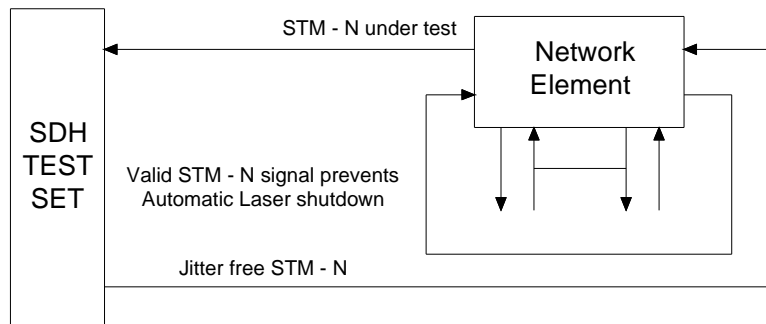 STM - N under test
Network
Element
SDH
TEST
SET
Valid STM - N signal prevents
Automatic Laser shutdown
Jitter free STM - N